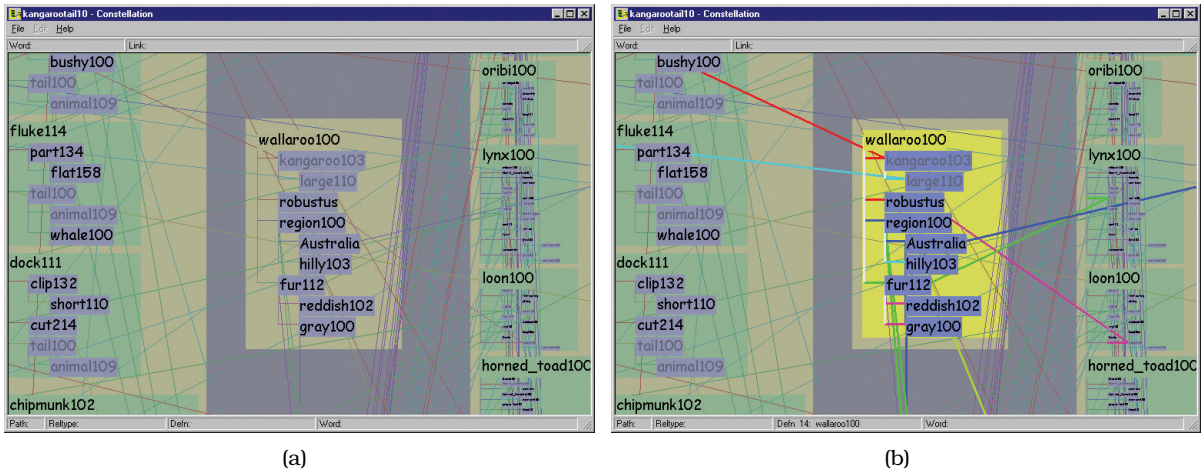 kangarootail10 - Constellation
File Edit Help
Word: Link:
bushy100
tail100
animal109
fluke114
part134
flat158
tail100
animal109
whale100
dock111
clip132
short110
cut214
tail100
animal109
chipmunk102
wallaroo100
kangaroo103
large110
robustus
region100
Australia
hilly103
fur112
reddish102
gray100
oribi100
lynx100
loon100
horned_toad100
Path: Reltype: Defn: Word:
(a)
kangarootail10 - Constellation
File Edit Help
Word: Link:
bushy100
tail100
animal109
fluke114
part134
flat158
tail100
animal109
whale100
dock111
clip132
short110
cut214
tail100
animal109
chipmunk102
wallaroo100
kangaroo103
large110
robustus
region100
Australia
hilly103
fur112
reddish102
gray100
oribi100
lynx100
loon100
horned_toad100
Path: Reltype: Defn 14: wallaroo100 Word:
(b)